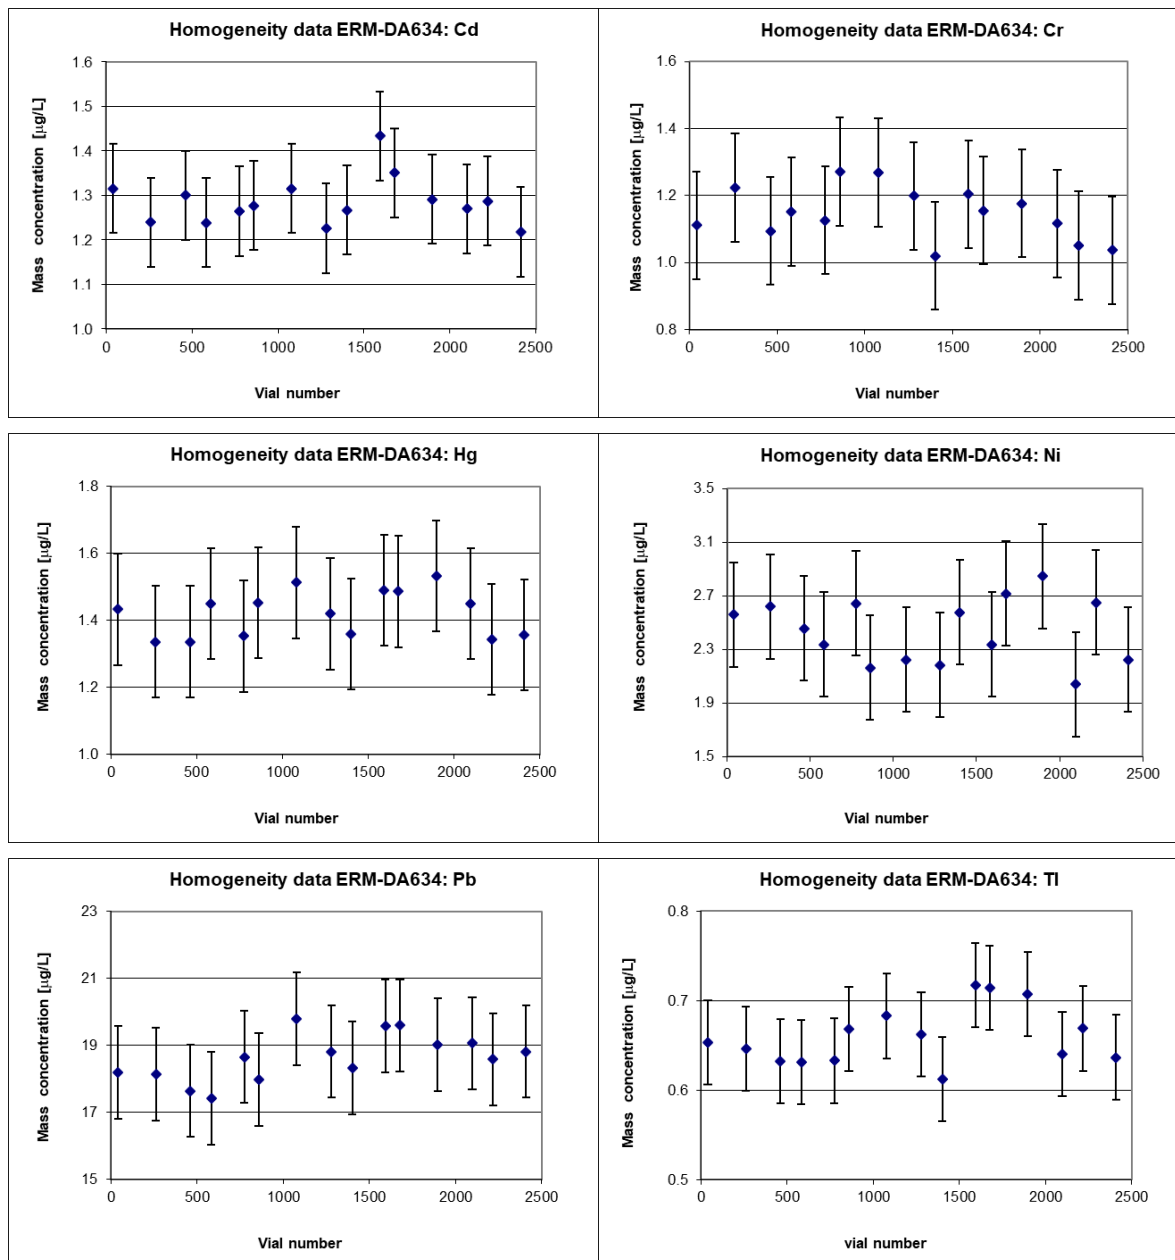 Homogeneity data ERM-DA634: Cd
Mass concentration [µg/L]
1.6
1.5
1.4
1.3
1.2
1.1
1.0
0 500 1000 1500 2000 2500
Vial number
Homogeneity data ERM-DA634: Cr
Mass concentration [µg/L]
1.6
1.4
1.2
1.0
0.8
0 500 1000 1500 2000 2500
Vial number
Homogeneity data ERM-DA634: Hg
Mass concentration [µg/L]
1.8
1.6
1.4
1.2
1.0
0 500 1000 1500 2000 2500
Vial number
Homogeneity data ERM-DA634: Ni
Mass concentration [µg/L]
3.5
3.1
2.7
2.3
1.9
1.5
0 500 1000 1500 2000 2500
Vial number
Homogeneity data ERM-DA634: Pb
Mass concentration [µg/L]
23
21
19
17
15
0 500 1000 1500 2000 2500
Vial number
Homogeneity data ERM-DA634: Tl
Mass concentration [µg/L]
0.8
0.7
0.6
0.5
0 500 1000 1500 2000 2500
vial number